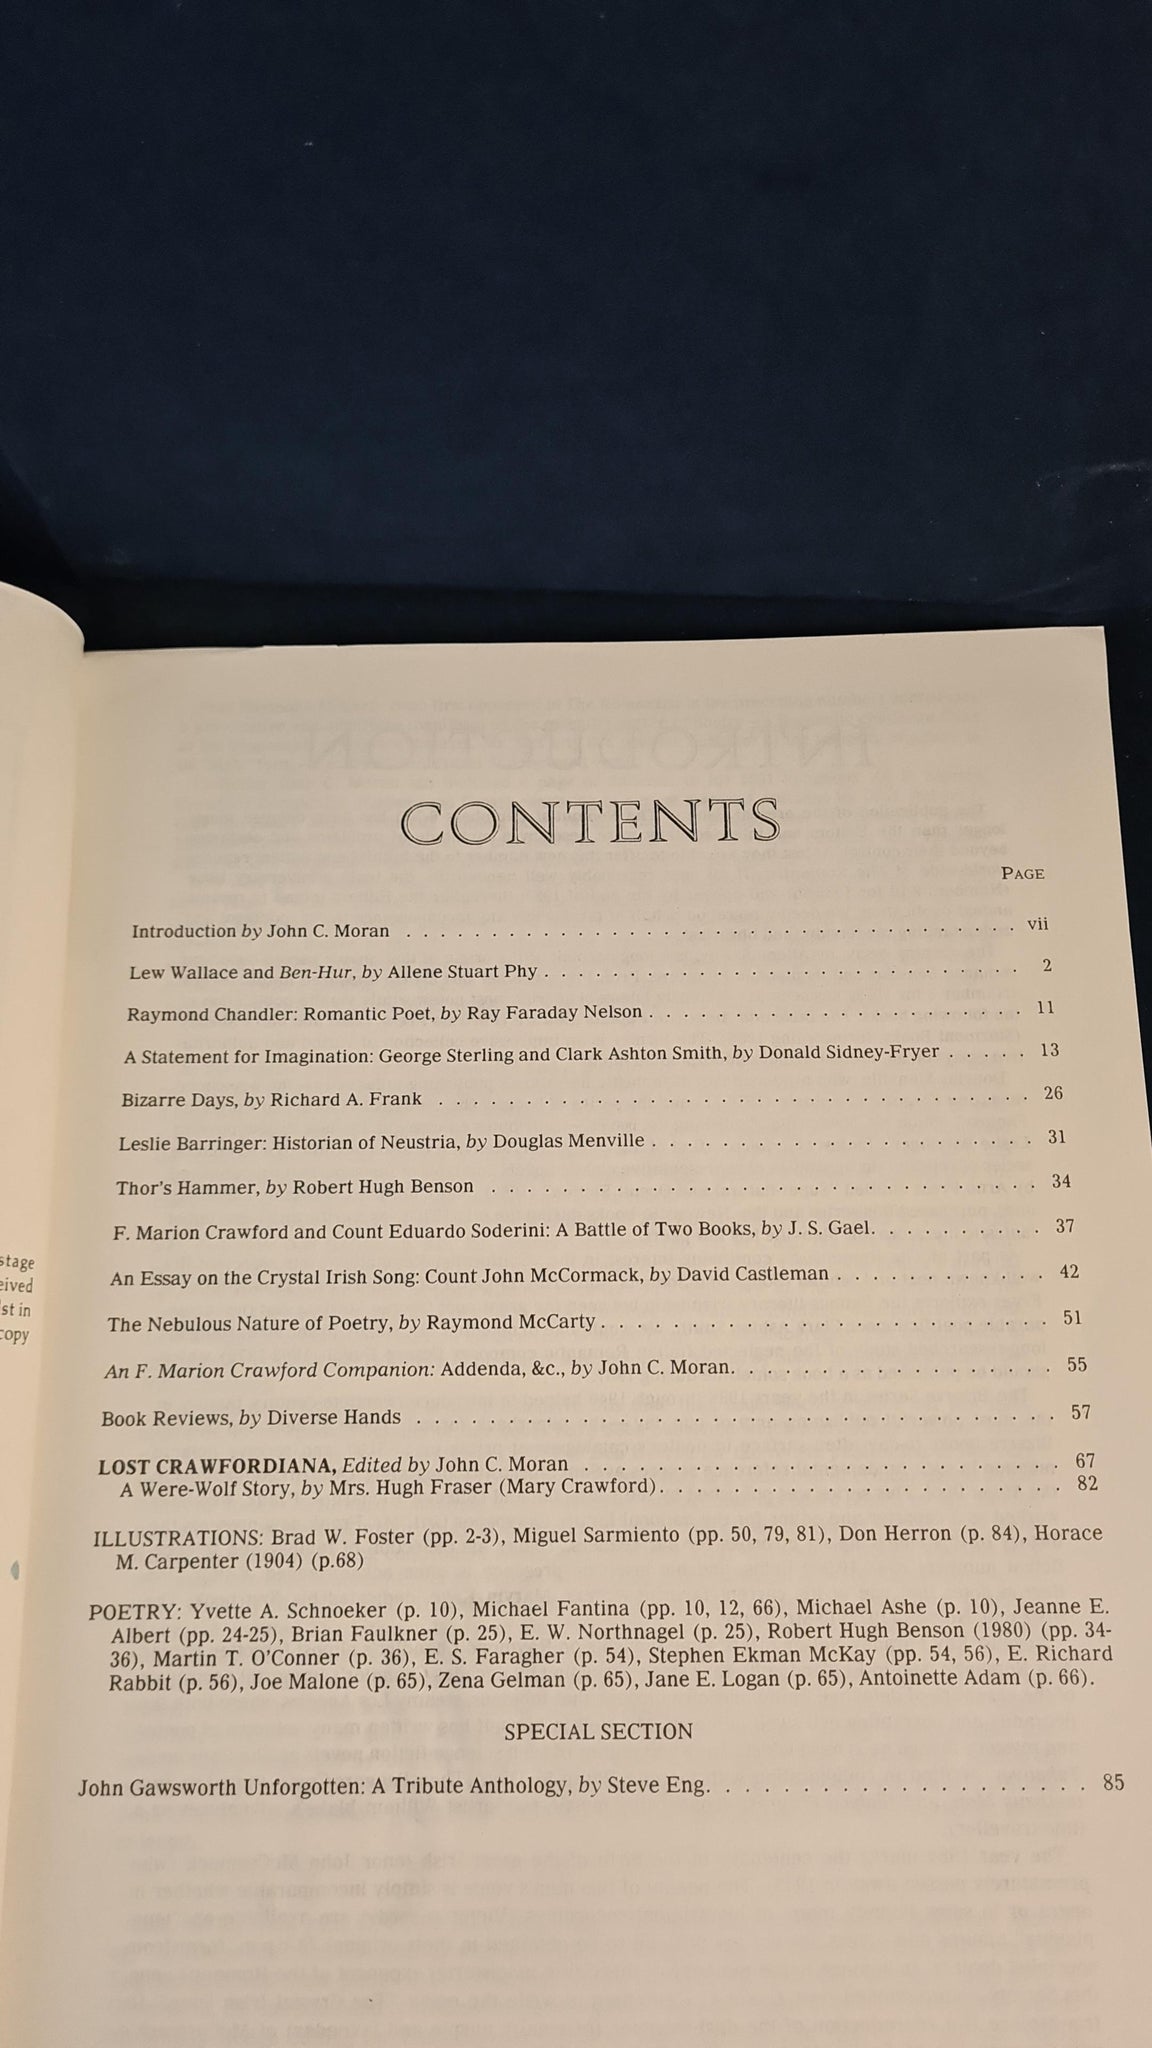 CONTENTS
PAGE
Introduction by John C. Moran . . . . . . . . . . . . . . . . . . . . . . . . . . . . . . . . . . . . . . . vii
Lew Wallace and Ben-Hur, by Allene Stuart Phy . . . . . . . . . . . . . . . . . . . . . . . . . . . . 2
Raymond Chandler: Romantic Poet, by Ray Faraday Nelson . . . . . . . . . . . . . . . . . . . . . 11
A Statement for Imagination: George Sterling and Clark Ashton Smith, by Donald Sidney-Fryer . . . . . 13
Bizarre Days, by Richard A. Frank . . . . . . . . . . . . . . . . . . . . . . . . . . . . . . . . . . . 26
Leslie Barringer: Historian of Neustria, by Douglas Menville . . . . . . . . . . . . . . . . . . . . . 31
Thor's Hammer, by Robert Hugh Benson . . . . . . . . . . . . . . . . . . . . . . . . . . . . . . . 34
F. Marion Crawford and Count Eduardo Soderini: A Battle of Two Books, by J. S. Gael. . . . . . . . . . 37
An Essay on the Crystal Irish Song: Count John McCormack, by David Castleman . . . . . . . . . . . . 42
The Nebulous Nature of Poetry, by Raymond McCarty . . . . . . . . . . . . . . . . . . . . . . . . . 51
An F. Marion Crawford Companion: Addenda, &c., by John C. Moran. . . . . . . . . . . . . . . . . . 55
Book Reviews, by Diverse Hands . . . . . . . . . . . . . . . . . . . . . . . . . . . . . . . . . . . 57
LOST CRAWFORDIANA, Edited by John C. Moran . . . . . . . . . . . . . . . . . . . . . . . . . . 67
A Were-Wolf Story, by Mrs. Hugh Fraser (Mary Crawford). . . . . . . . . . . . . . . . . . . . . . 82
ILLUSTRATIONS: Brad W. Foster (pp. 2-3), Miguel Sarmiento (pp. 50, 79, 81), Don Herron (p. 84), Horace
M. Carpenter (1904) (p.68)
POETRY: Yvette A. Schnoeker (p. 10), Michael Fantina (pp. 10, 12, 66), Michael Ashe (p. 10), Jeanne E.
Albert (pp. 24-25), Brian Faulkner (p. 25), E. W. Northnagel (p. 25), Robert Hugh Benson (1980) (pp. 34-
36), Martin T. O'Conner (p. 36), E. S. Faragher (p. 54), Stephen Ekman McKay (pp. 54, 56), E. Richard
Rabbit (p. 56), Joe Malone (p. 65), Zena Gelman (p. 65), Jane E. Logan (p. 65), Antoinette Adam (p. 66).
SPECIAL SECTION
John Gawsworth Unforgotten: A Tribute Anthology, by Steve Eng. . . . . . . . . . . . . . . . . . . 85
stage
eived
st in
copy